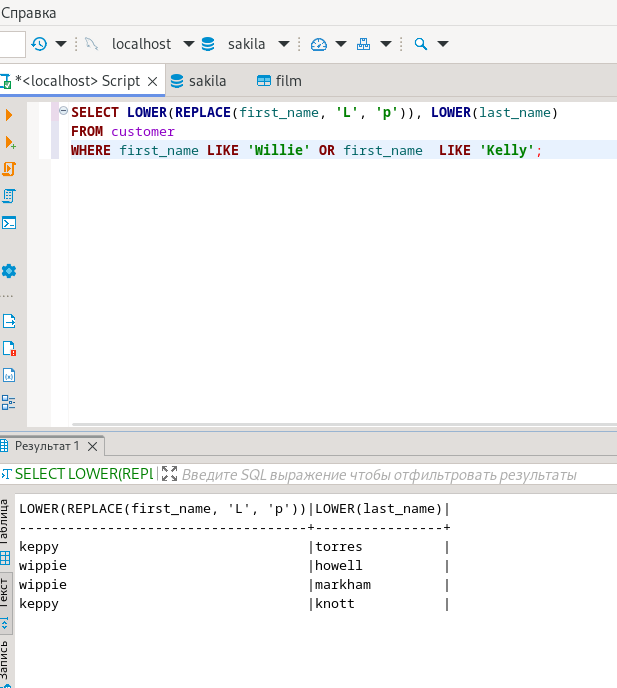 Справка
localhost sakila
*<localhost> Script sakila film
SELECT LOWER(REPLACE(first_name, 'L', 'p')), LOWER(last_name)
FROM customer
WHERE first_name LIKE 'Willie' OR first_name  LIKE 'Kelly';
Результат 1
SELECT LOWER(REPL Введите SQL выражение чтобы отфильтровать результаты
Таблица
Текст
Запись
LOWER(REPLACE(first_name, 'L', 'p'))|LOWER(last_name)|
------------------------------------+----------------+
keppy                               |torres          |
wippie                              |howell          |
wippie                              |markham         |
keppy                               |knott           |